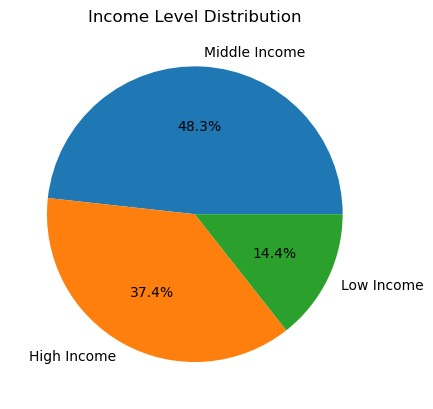 Income Level Distribution
Middle Income
48.3%
37.4%
14.4%
Low Income
High Income